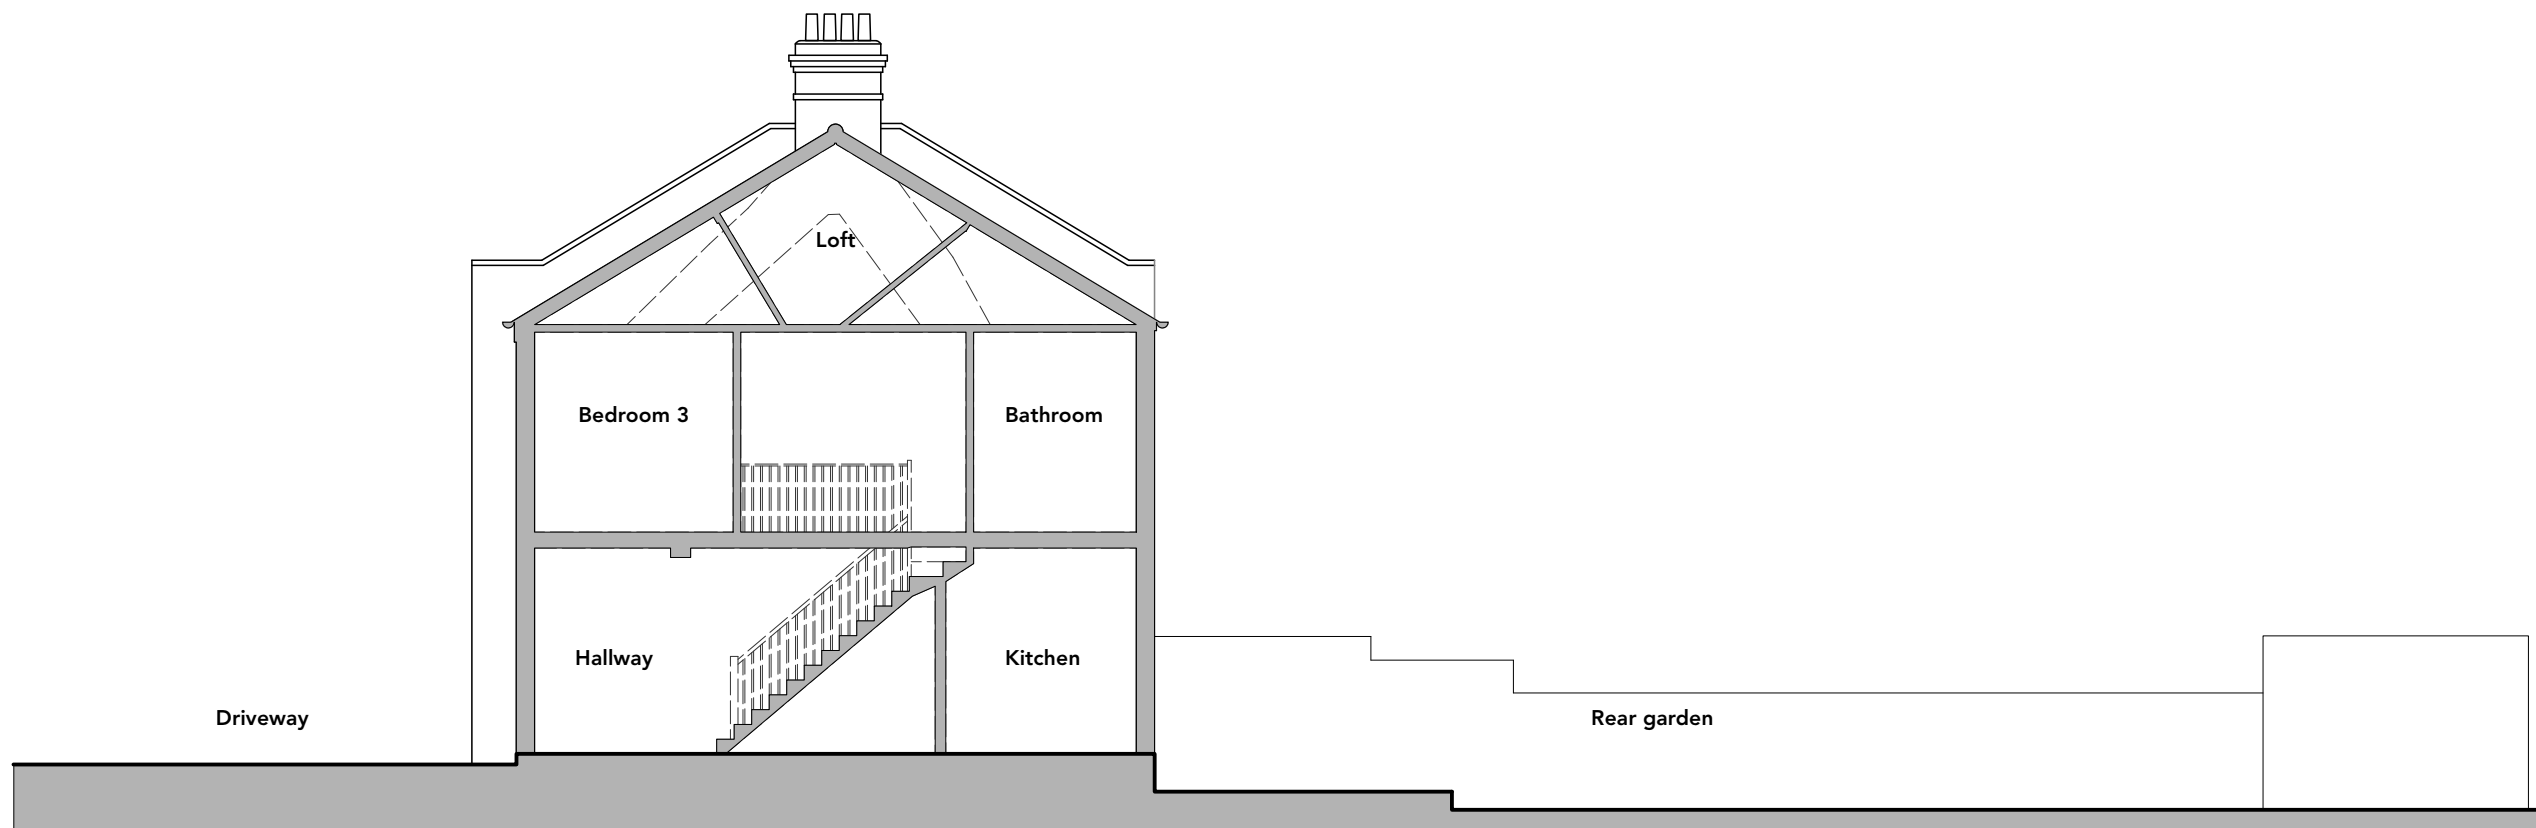 Loft
Bedroom 3
Bathroom
Hallway
Kitchen
Driveway
Rear garden